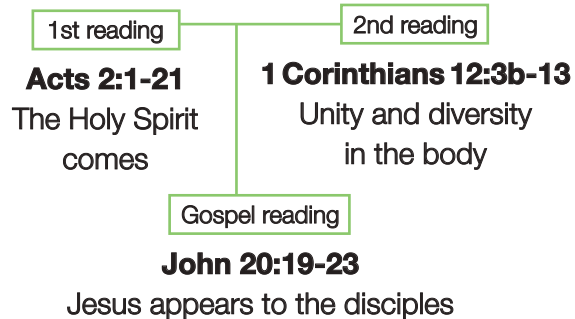 1st reading
Acts 2:1-21
The Holy Spirit
comes
2nd reading
1 Corinthians 12:3b-13
Unity and diversity
in the body
Gospel reading
John 20:19-23
Jesus appears to the disciples